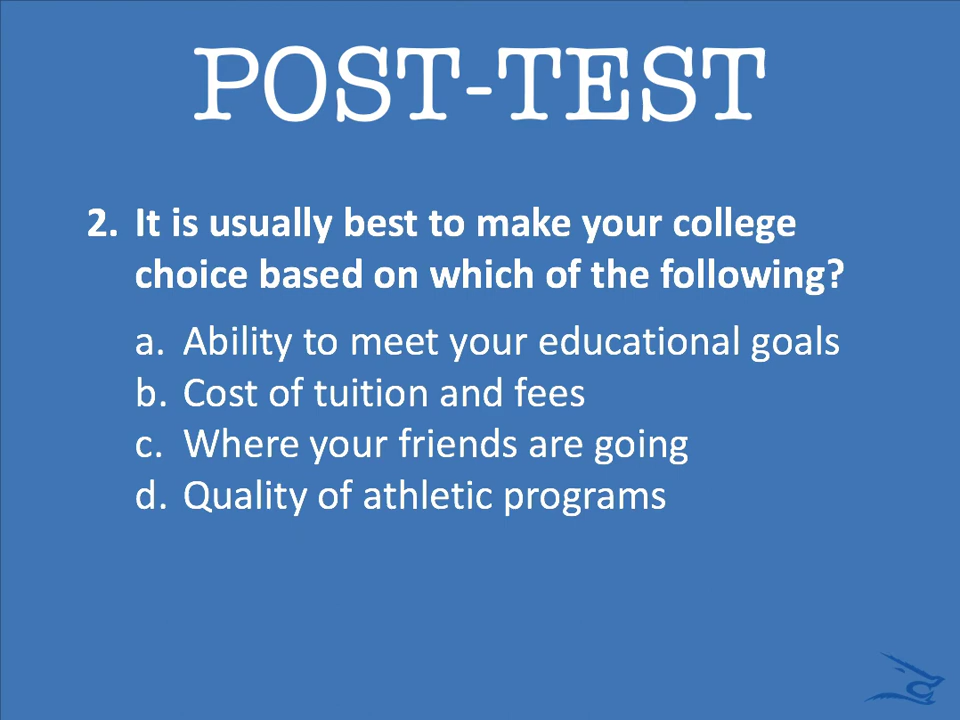 POST-TEST
2. It is usually best to make your college
choice based on which of the following?
a. Ability to meet your educational goals
b. Cost of tuition and fees
c. Where your friends are going
d. Quality of athletic programs